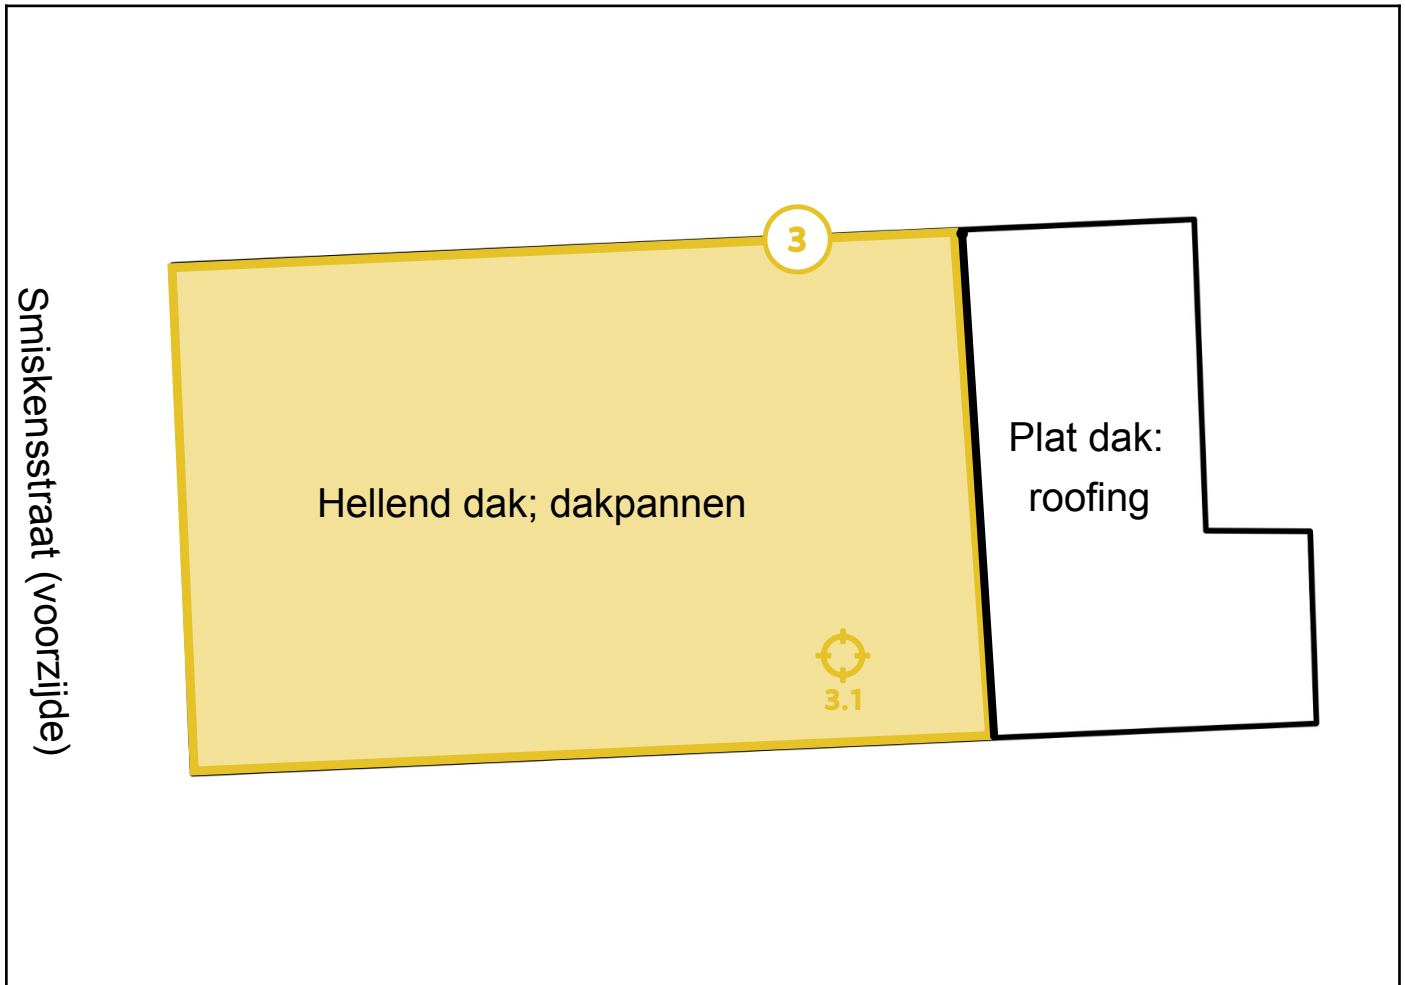 3
Smiskensstraat (voorzijde)
Hellend dak; dakpannen
Plat dak:
roofing
3.1